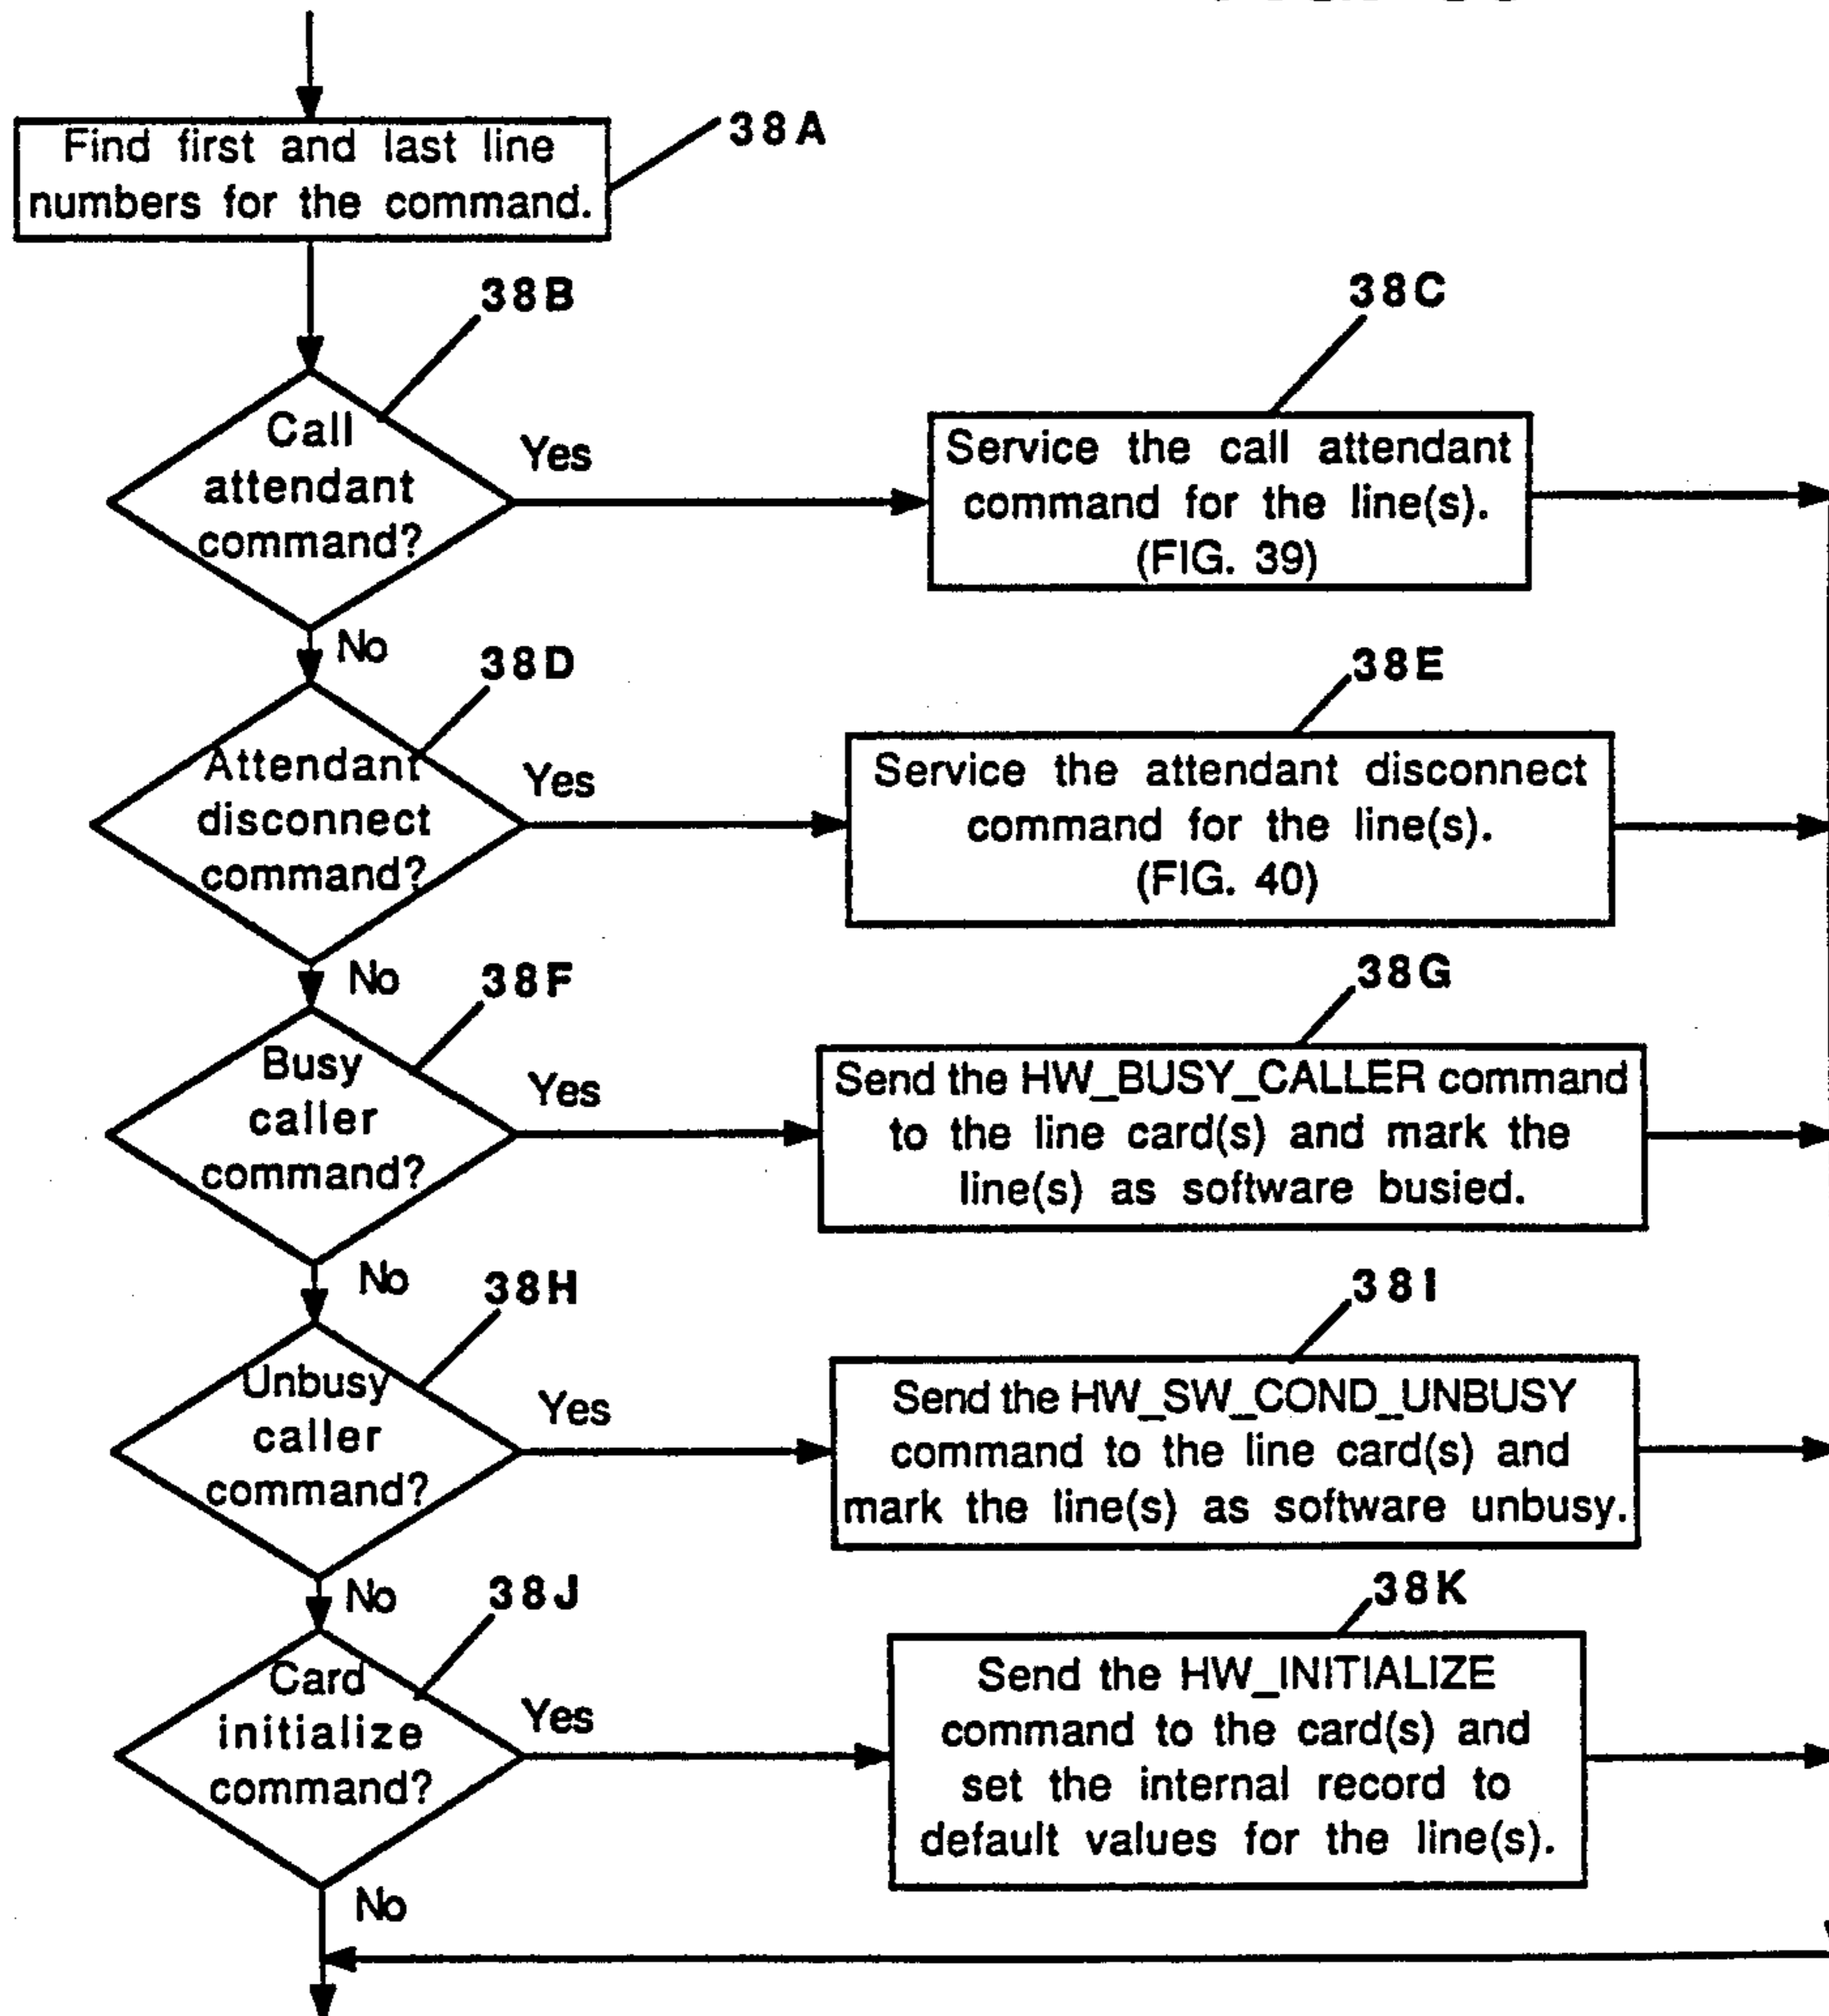 38A
Find first and last line
numbers for the command.
38B
38C
Call
attendant
command?
Yes
Service the call attendant
command for the line(s).
(FIG. 39)
No
38D
38E
Attendant
disconnect
command?
Yes
Service the attendant disconnect
command for the line(s).
(FIG. 40)
No
38F
38G
Busy
caller
command?
Yes
Send the HW_BUSY_CALLER command
to the line card(s) and mark the
line(s) as software busied.
No
38H
38I
Unbusy
caller
command?
Yes
Send the HW_SW_COND_UNBUSY
command to the line card(s) and
mark the line(s) as software unbusy.
No
38J
38K
Card
initialize
command?
Yes
Send the HW_INITIALIZE
command to the card(s) and
set the internal record to
default values for the line(s).
No